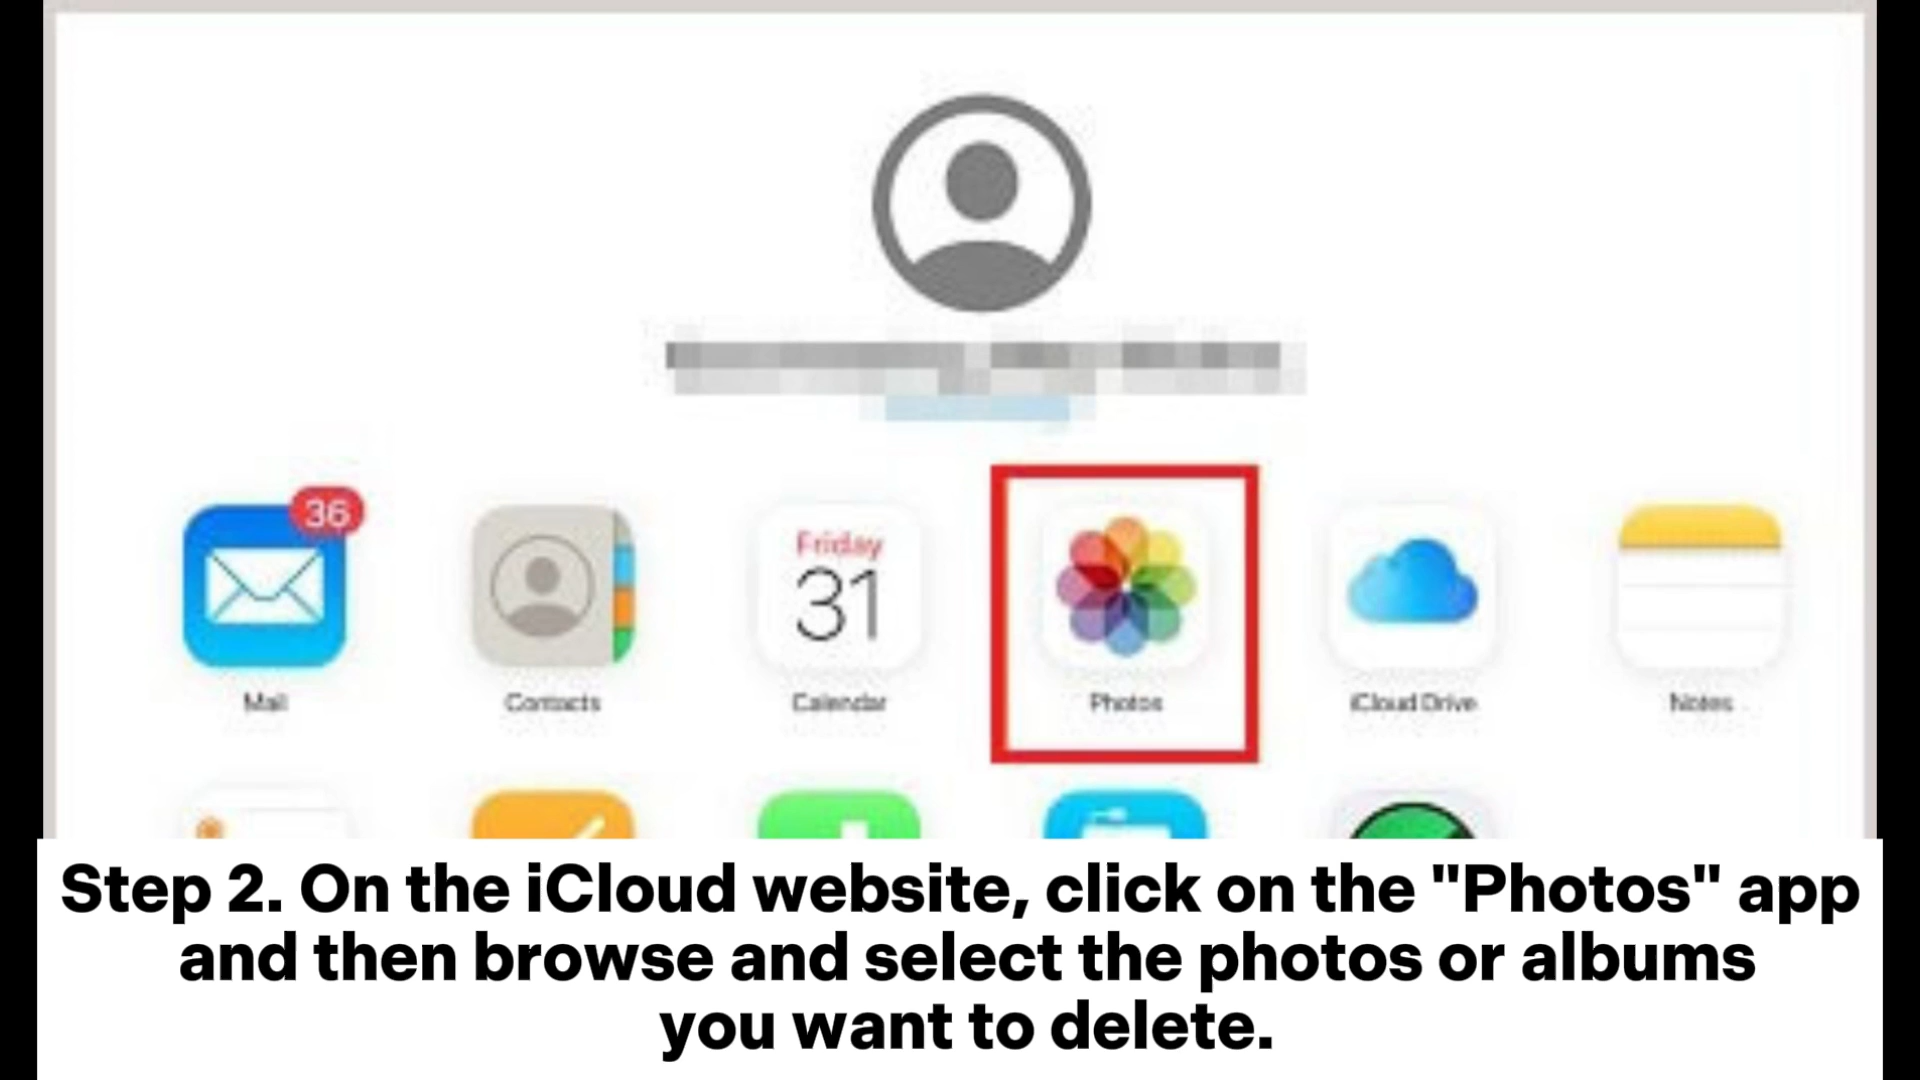 36
Friday
31
Mail Contacts Calendar Photos iCloud Drive Notes
Step 2. On the iCloud website, click on the "Photos" app
and then browse and select the photos or albums
you want to delete.